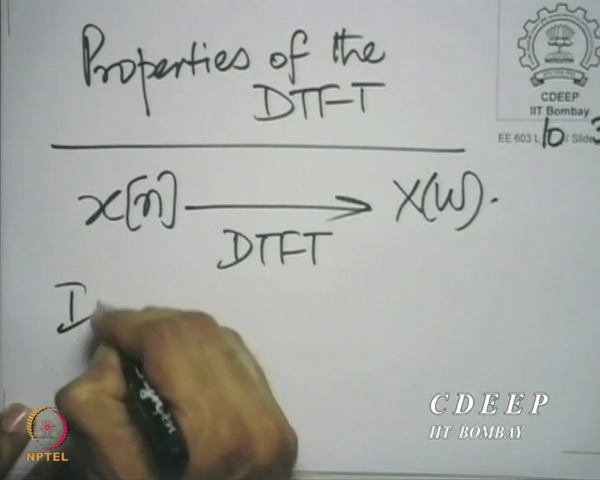 Properties of the
DTFT
x[n] → X(ω).
DTFT
I
CDEEP
IIT Bombay
EE 603 L 10 / Slide 3
CDEEP
IIT BOMBAY
NPTEL